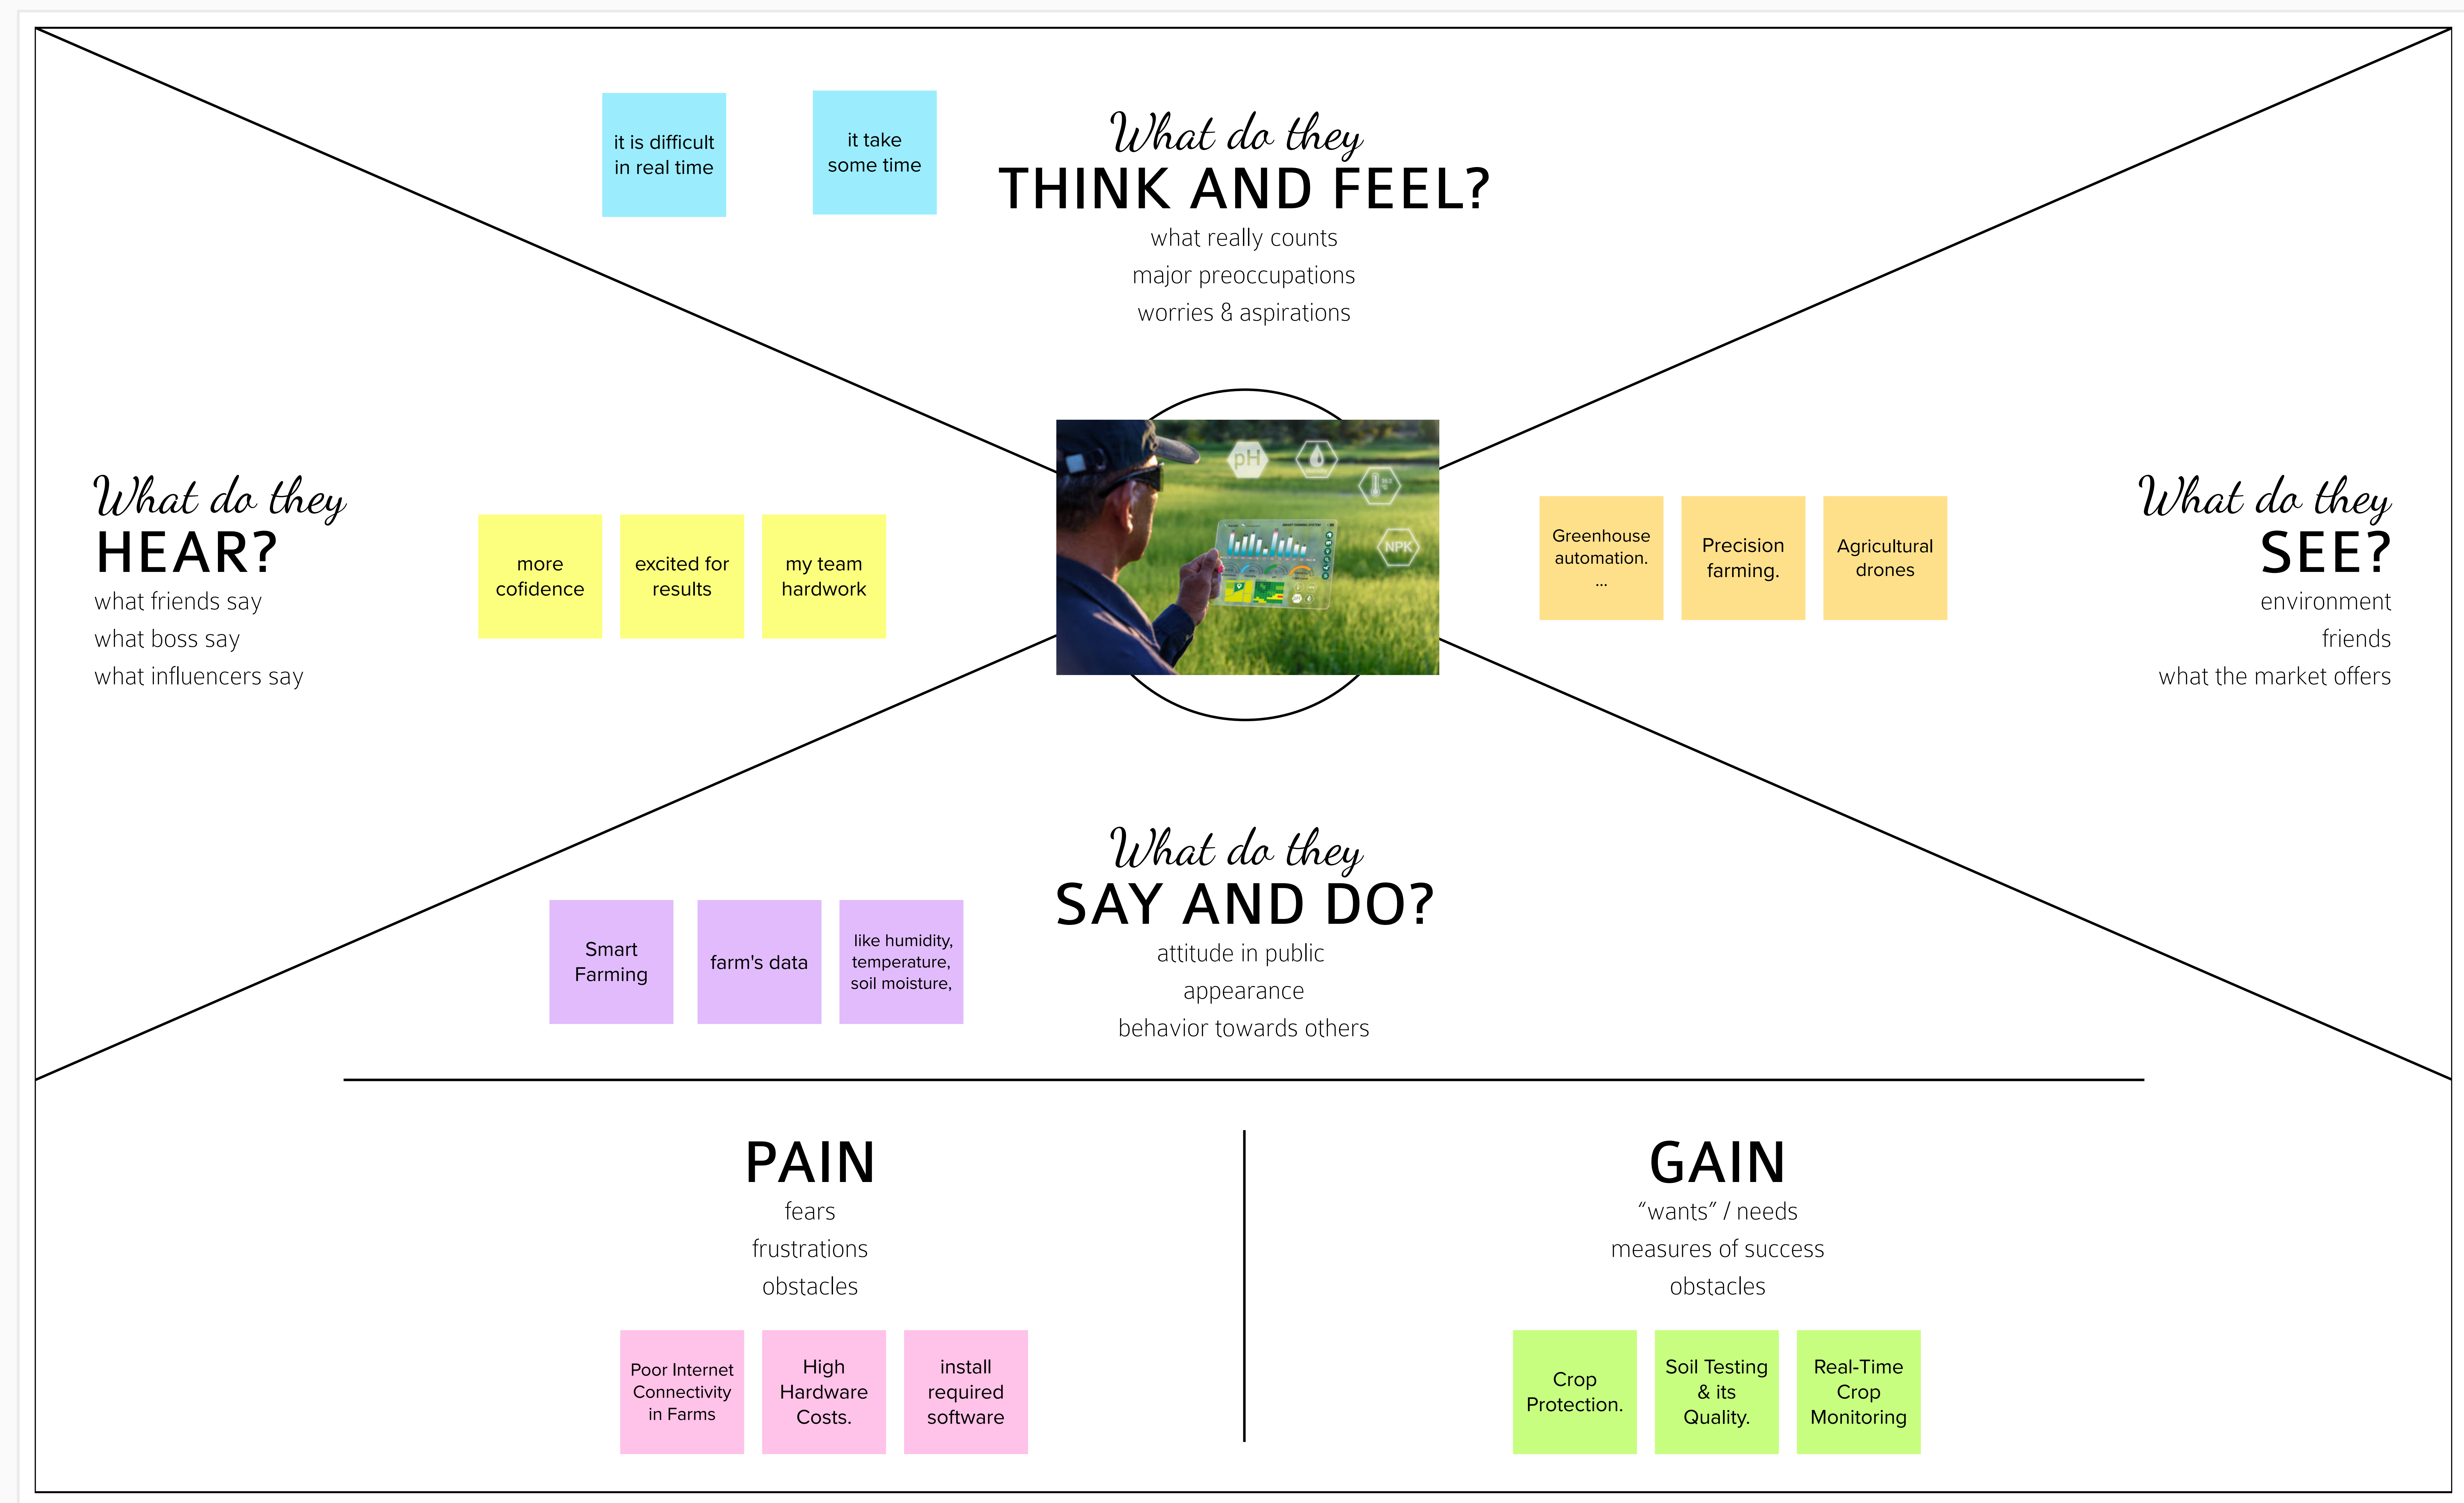 it is difficult
in real time
it take
some time
What do they
THINK AND FEEL?
what really counts
major preoccupations
worries & aspirations
What do they
HEAR?
what friends say
what boss say
what influencers say
more
cofidence
excited for
results
my team
hardwork
pH
NPK
Greenhouse
automation.
...
Precision
farming.
Agricultural
drones
What do they
SEE?
environment
friends
what the market offers
What do they
SAY AND DO?
attitude in public
appearance
behavior towards others
Smart
Farming
farm's data
like humidity,
temperature,
soil moisture,
PAIN
fears
frustrations
obstacles
Poor Internet
Connectivity
in Farms
High
Hardware
Costs.
install
required
software
GAIN
“wants” / needs
measures of success
obstacles
Crop
Protection.
Soil Testing
& its
Quality.
Real-Time
Crop
Monitoring